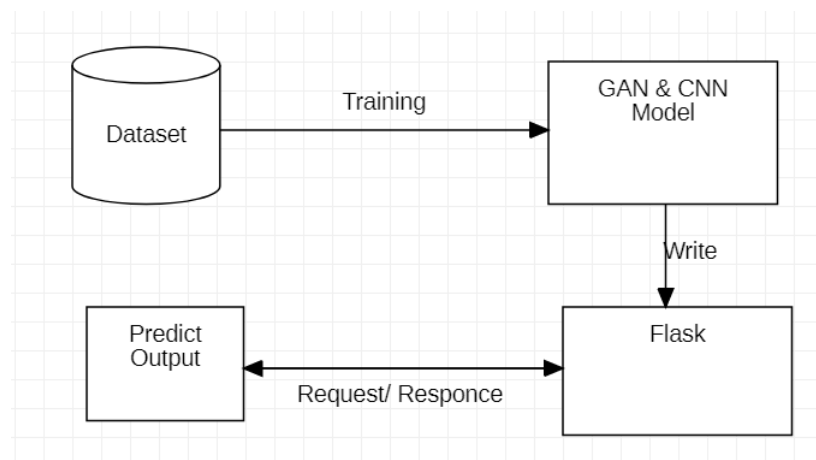 Dataset
Training
GAN & CNN
Model
Write
Predict
Output
Request/ Responce
Flask